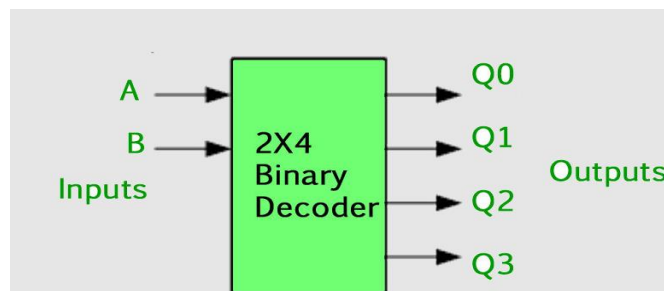 A
B
Inputs
2X4
Binary
Decoder
Q0
Q1
Q2
Q3
Outputs